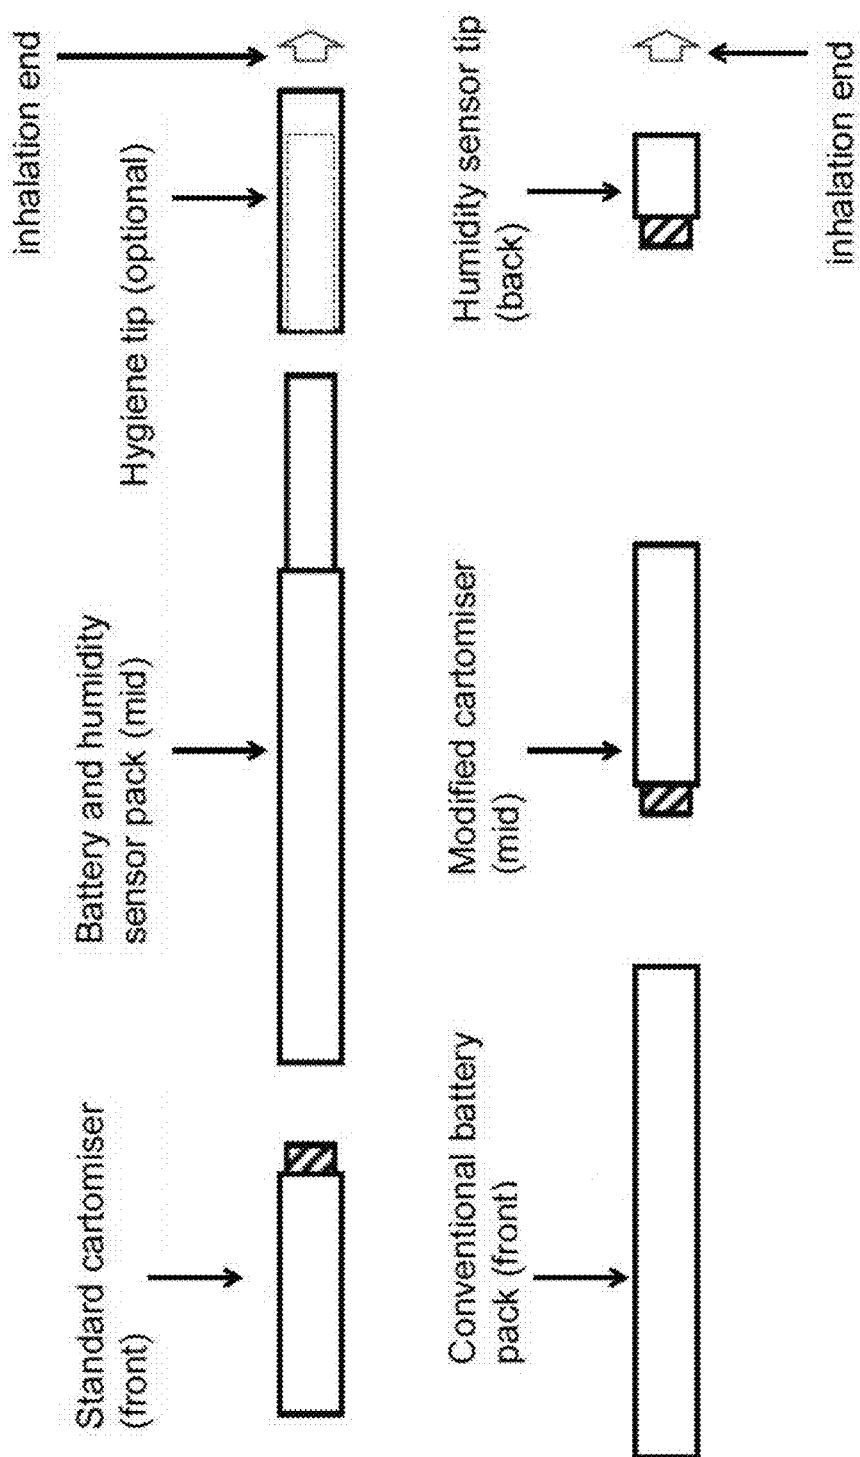 Standard cartomiser
(front)
Battery and humidity
sensor pack (mid)
Hygiene tip (optional)
inhalation end
Conventional battery
pack (front)
Modified cartomiser
(mid)
Humidity sensor tip
(back)
inhalation end